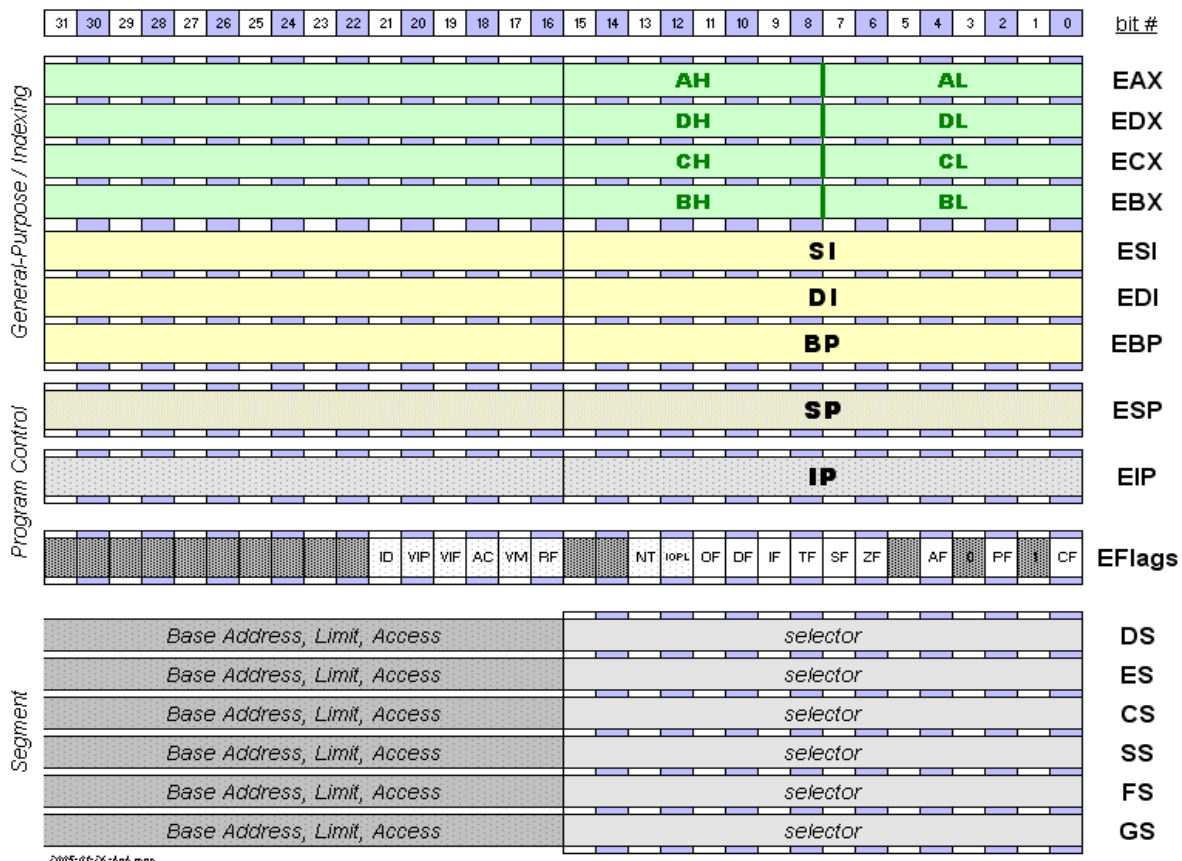 31 30 29 28 27 26 25 24 23 22 21 20 19 18 17 16 15 14 13 12 11 10 9 8 7 6 5 4 3 2 1 0 bit #
General-Purpose / Indexing
AH AL EAX
DH DL EDX
CH CL ECX
BH BL EBX
SI ESI
DI EDI
BP EBP
Program Control
SP ESP
IP EIP
ID VIP VIF AC VM RF NT IOPL OF DF IF TF SF ZF AF 0 PF 1 CF EFlags
Segment
Base Address, Limit, Access selector DS
Base Address, Limit, Access selector ES
Base Address, Limit, Access selector CS
Base Address, Limit, Access selector SS
Base Address, Limit, Access selector FS
Base Address, Limit, Access selector GS